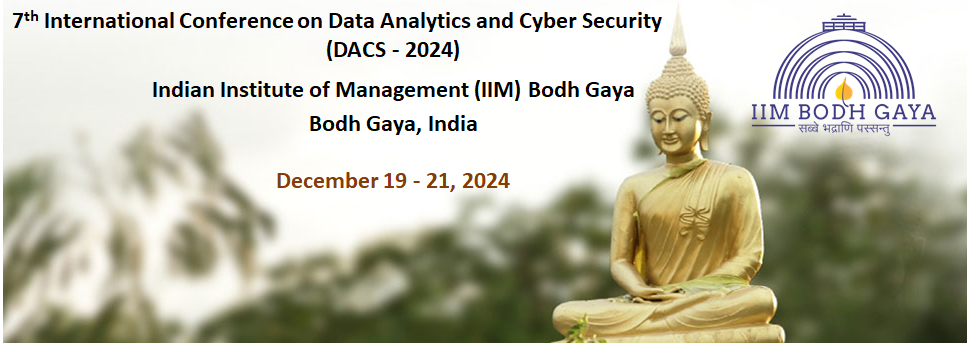 7th International Conference on Data Analytics and Cyber Security
(DACS - 2024)
Indian Institute of Management (IIM) Bodh Gaya
Bodh Gaya, India
December 19 - 21, 2024
IIM BODH GAYA
सब्बे भद्राणि पस्सन्तु